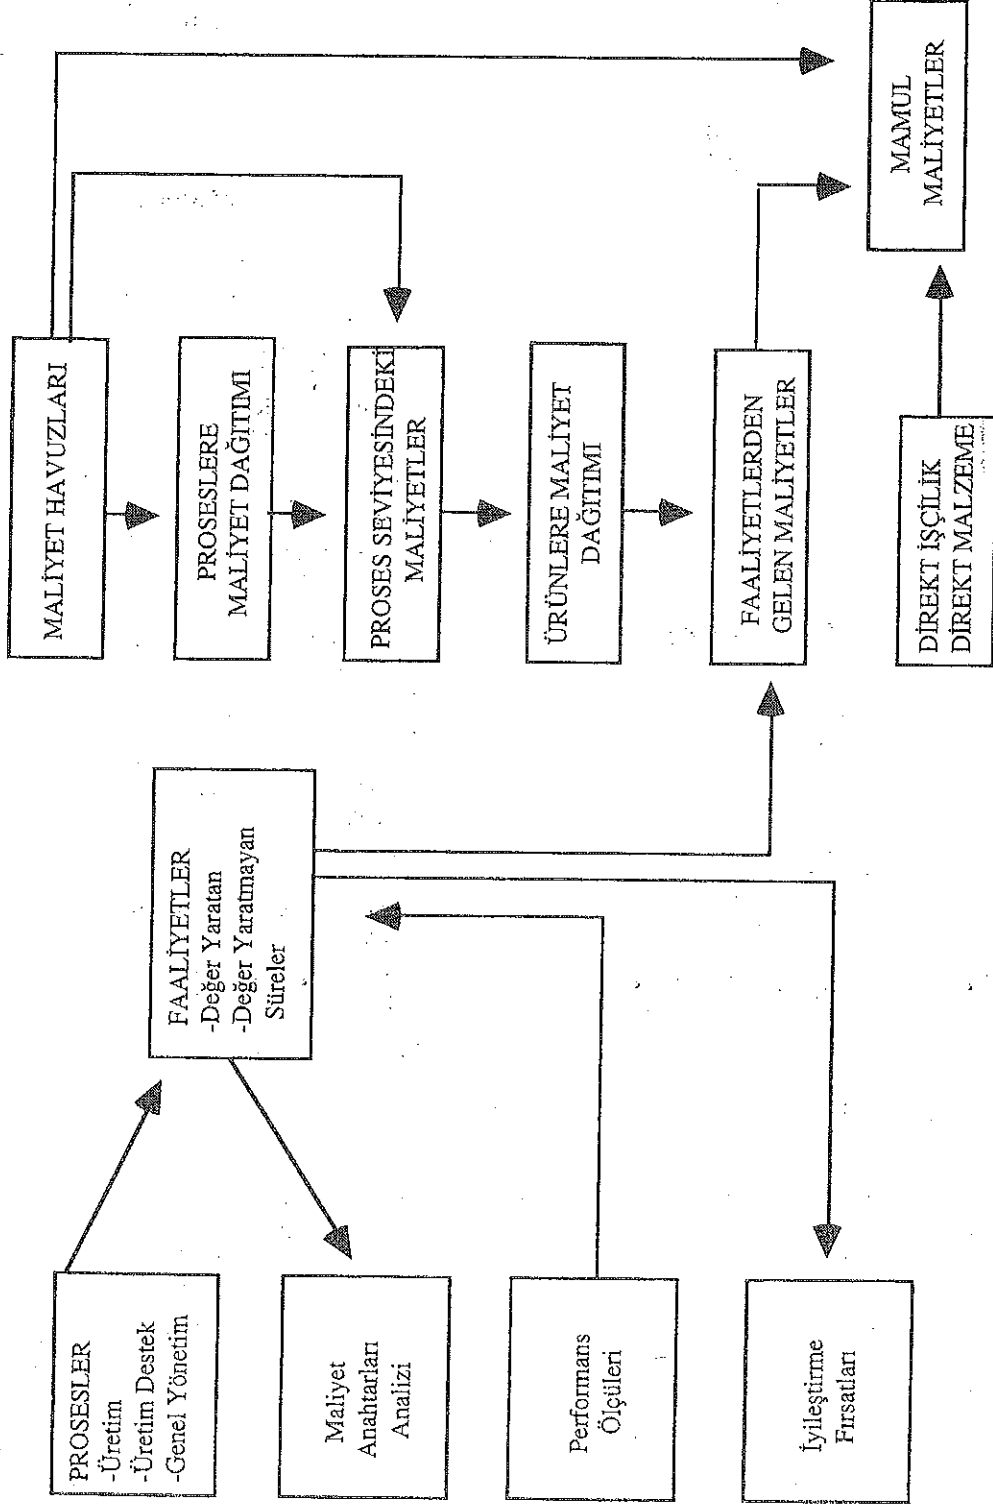 PROSESLER
-Üretim
-Üretim Destek
-Genel Yönetim
Maliyet
Anahtarları
Analizi
Performans
Ölçüleri
İyileştirme
Fırsatları
FAALİYETLER
-Değer Yaratan
-Değer Yaratmayan
Süreler
MALİYET HAVUZLARI
PROSESLERE
MALİYET DAĞITIMI
PROSES SEVİYESİNDEKİ
MALİYETLER
ÜRÜNLERE MALİYET
DAĞITIMI
FAALİYETLERDEN
GELEN MALİYETLER
DİREKT İŞÇİLİK
DİREKT MALZEME
MAMUL
MALİYETLER